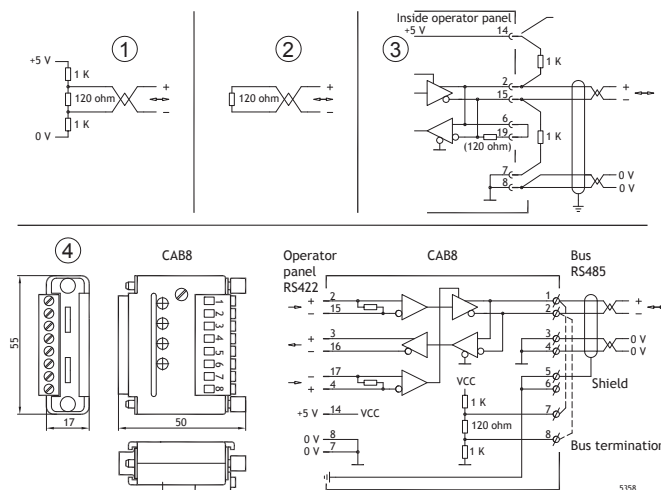 1
+5 V
1 K
120 ohm
1 K
0 V
+
−
2
120 ohm
+
−
3
Inside operator panel
+5 V
14
1 K
2
15
+
−
6
19
(120 ohm)
1 K
7
8
0 V
0 V
4
CAB8
55
17
50
1
2
3
4
5
6
7
8
Operator
panel
RS422
CAB8
Bus
RS485
+ 2
− 15
+ 3
− 16
− 17
+ 4
+5 V 14 VCC
0 V 8
0 V 7
VCC
1 K
120 ohm
1 K
1 +
2 −
3 0 V
4 0 V
5
6
Shield
7
8
Bus termination
5358